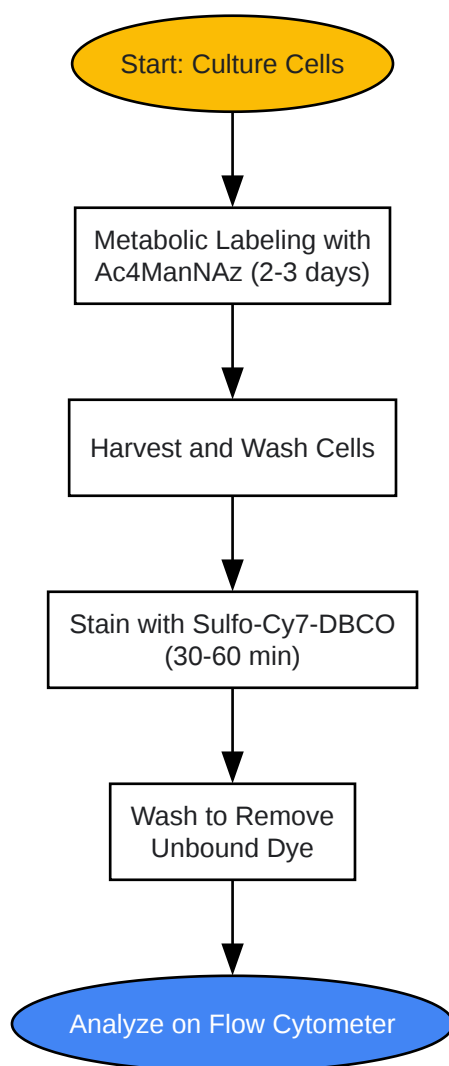 Start: Culture Cells
Metabolic Labeling with
Ac4ManNAz (2-3 days)
Harvest and Wash Cells
Stain with Sulfo-Cy7-DBCO
(30-60 min)
Wash to Remove
Unbound Dye
Analyze on Flow Cytometer